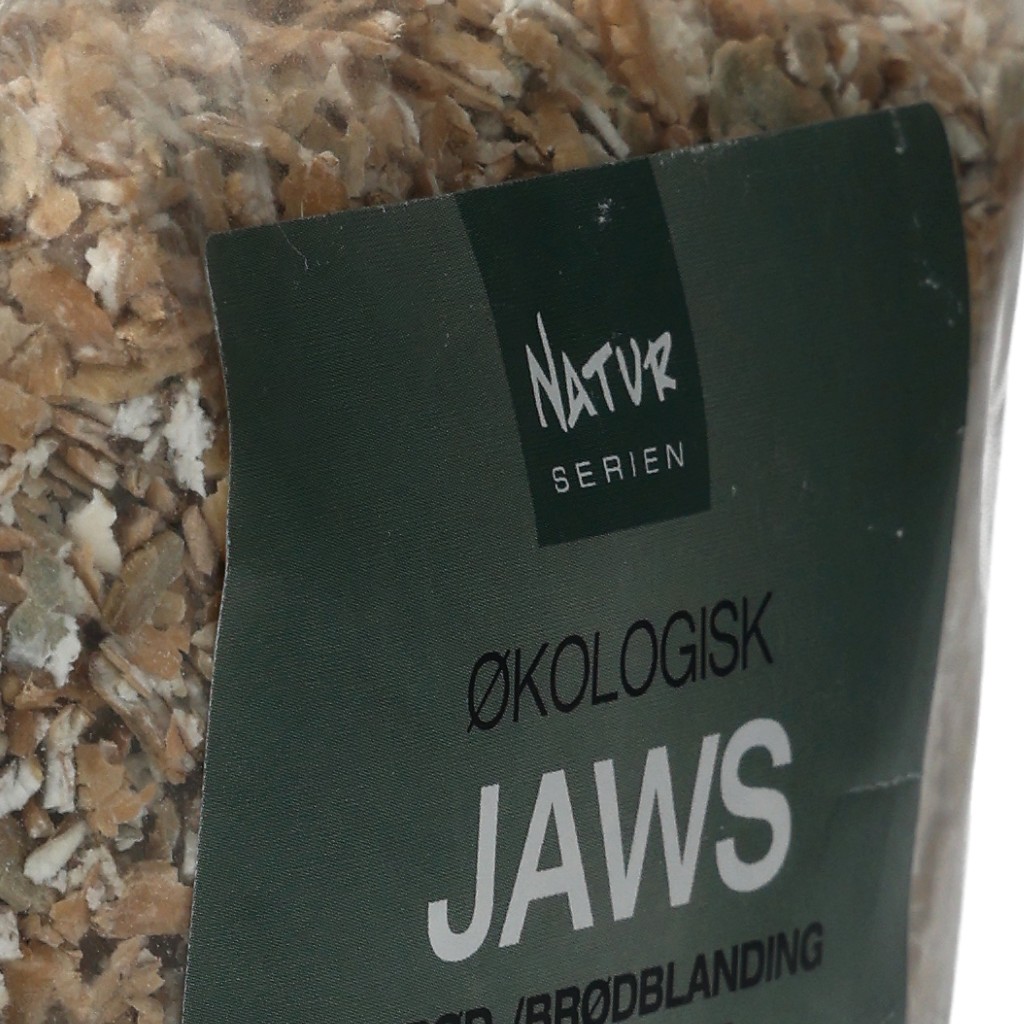 NATUR
SERIEN
ØKOLOGISK
JAWS
/BRØDBLANDING